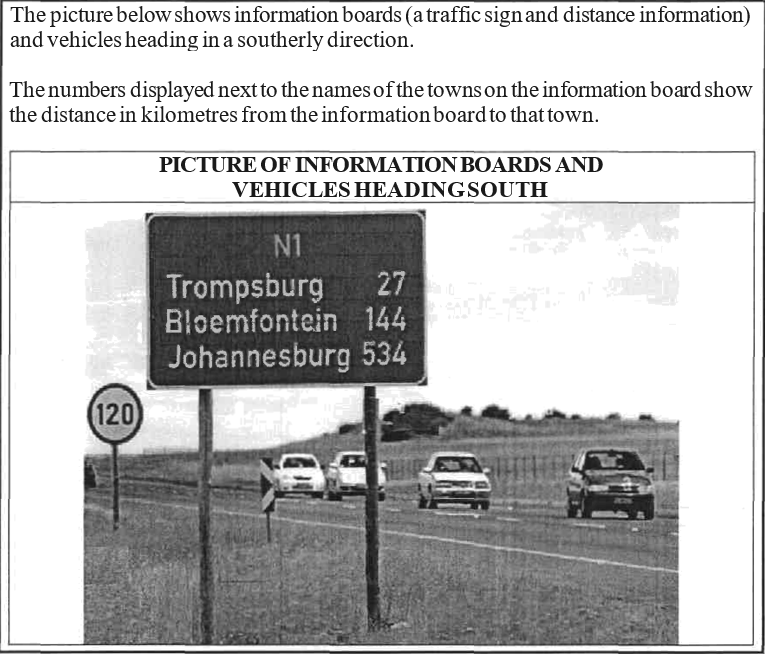 The picture below shows information boards (a traffic sign and distance information)
and vehicles heading in a southerly direction.
The numbers displayed next to the names of the towns on the information board show
the distance in kilometres from the information board to that town.
PICTURE OF INFORMATION BOARDS AND
VEHICLES HEADING SOUTH
N1
Trompsburg 27
Bloemfontein 144
Johannesburg 534
120